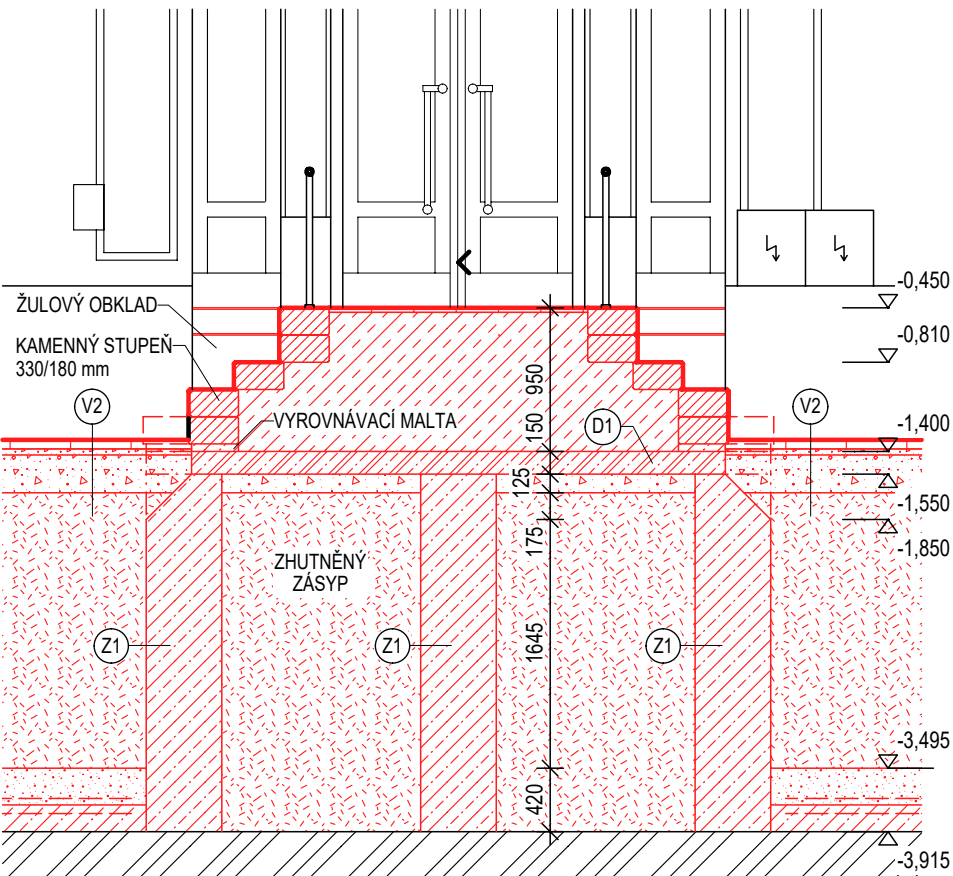 -0,450
ŽULOVÝ OBKLAD
-0,810
KAMENNÝ STUPEŇ
330/180 mm
950
V2
V2
VYROVNÁVACÍ MALTA
150
D1
-1,400
125
-1,550
175
-1,850
ZHUTNĚNÝ
ZÁSYP
Z1
Z1
1645
Z1
-3,495
420
-3,915